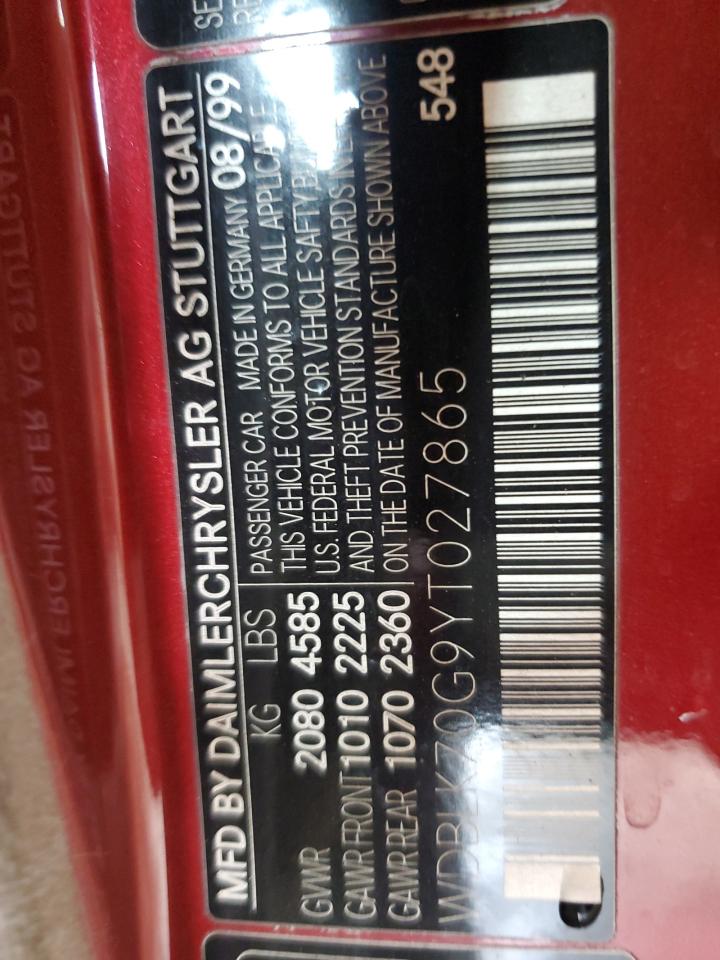 MFD BY DAIMLERCHRYSLER AG STUTTGART
KG LBS
GVWR 2080 4585
GAWR FRONT 1010 2225
GAWR REAR 1070 2360
PASSENGER CAR MADE IN GERMANY 08/99
THIS VEHICLE CONFORMS TO ALL APPLICABLE
U.S. FEDERAL MOTOR VEHICLE SAFTY
AND THEFT PREVENTION STANDARDS IN
ON THE DATE OF MANUFACTURE SHOWN ABOVE
WDBLK70G9YT027865 548